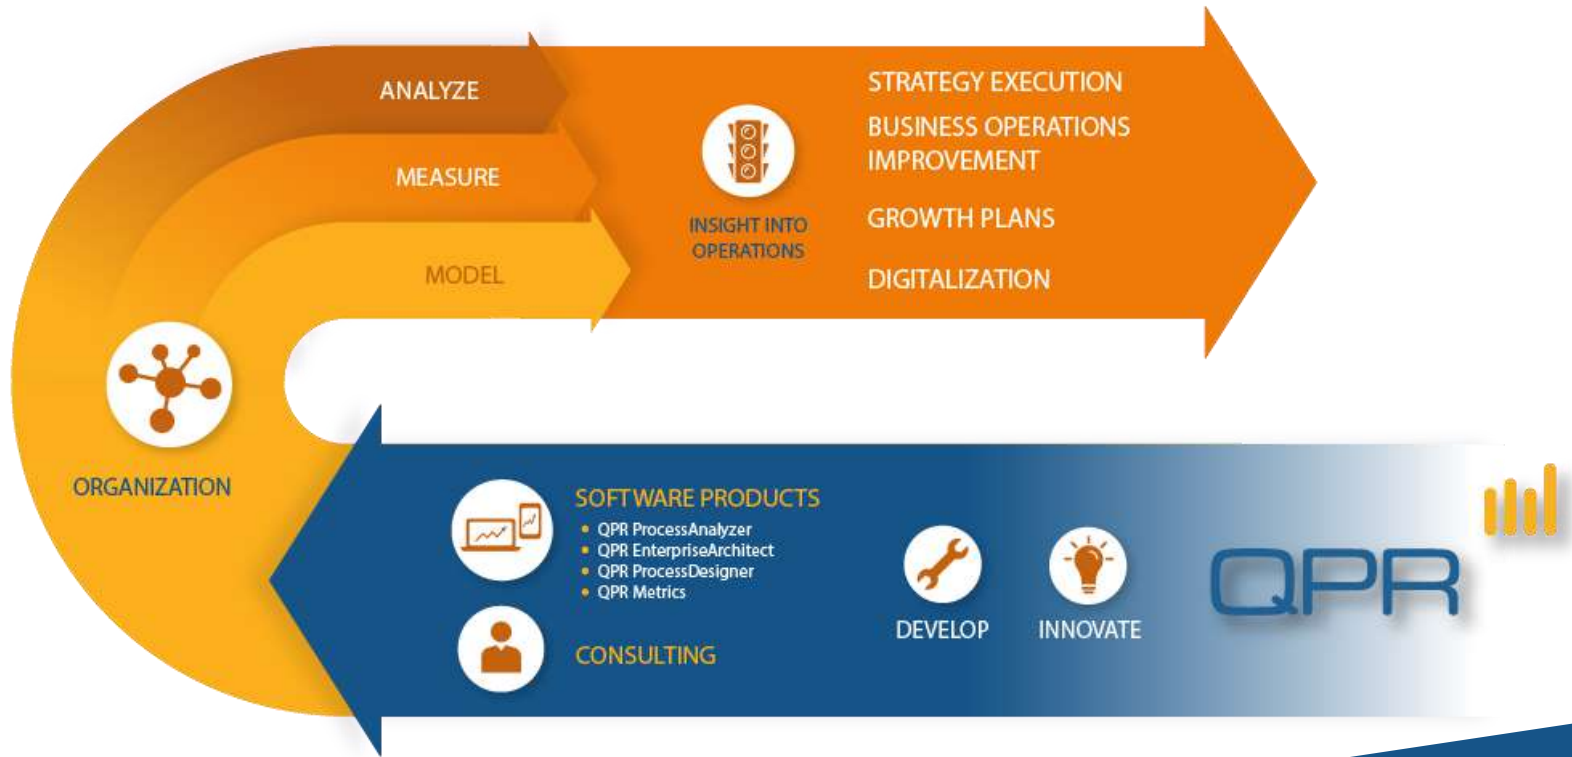 ANALYZE
MEASURE
MODEL
ORGANIZATION
INSIGHT INTO
OPERATIONS
STRATEGY EXECUTION
BUSINESS OPERATIONS
IMPROVEMENT
GROWTH PLANS
DIGITALIZATION
SOFTWARE PRODUCTS
• QPR ProcessAnalyzer
• QPR EnterpriseArchitect
• QPR ProcessDesigner
• QPR Metrics
CONSULTING
DEVELOP
INNOVATE
QPR